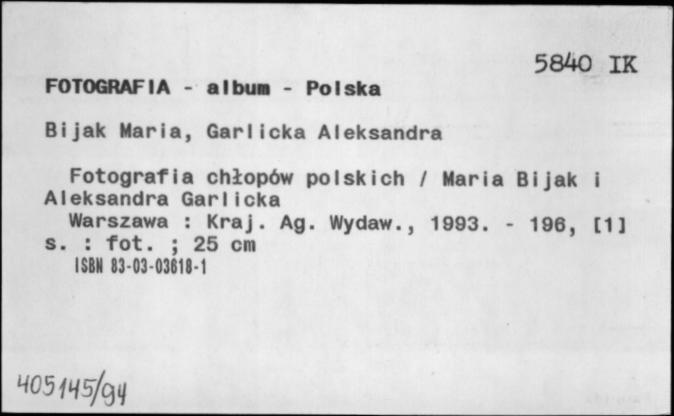 5840 IK
FOTOGRAFIA - album - Polska
Bijak Maria, Garlicka Aleksandra
Fotografia chłopów polskich / Maria Bijak i
Aleksandra Garlicka
Warszawa : Kraj. Ag. Wydaw., 1993. - 196, [1]
s. : fot. ; 25 cm
ISBN 83-03-03618-1
405145/94